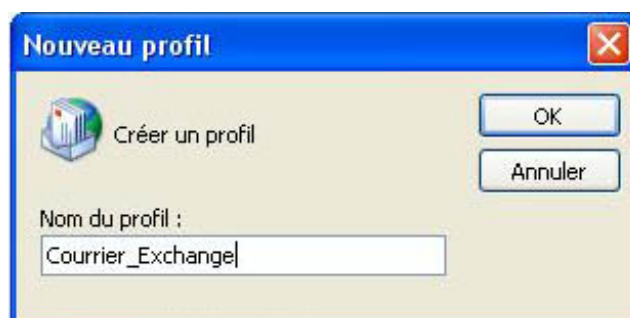 Nouveau profil
Créer un profil
OK
Annuler
Nom du profil :
Courrier_Exchange